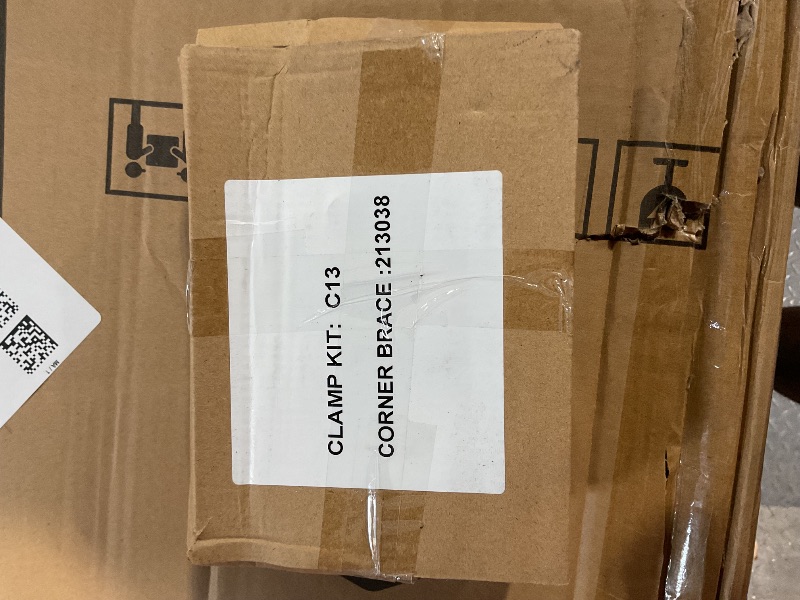 CLAMP KIT: C13
CORNER BRACE :213038